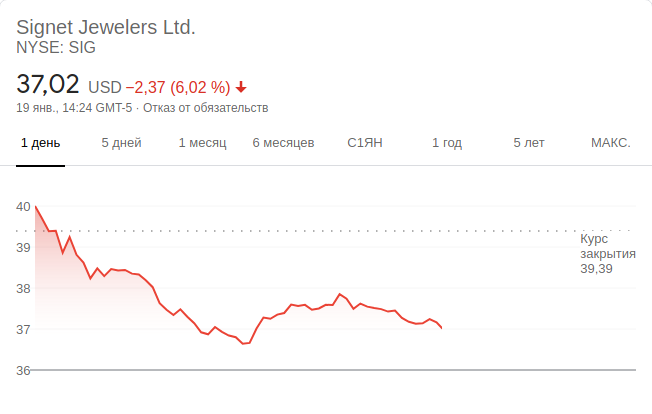 Signet Jewelers Ltd.
NYSE: SIG
37,02 USD −2,37 (6,02 %)
19 янв., 14:24 GMT-5 · Отказ от обязательств
1 день 5 дней 1 месяц 6 месяцев С1ЯН 1 год 5 лет МАКС.
40
Курс
39
закрытия
39,39
38
37
36